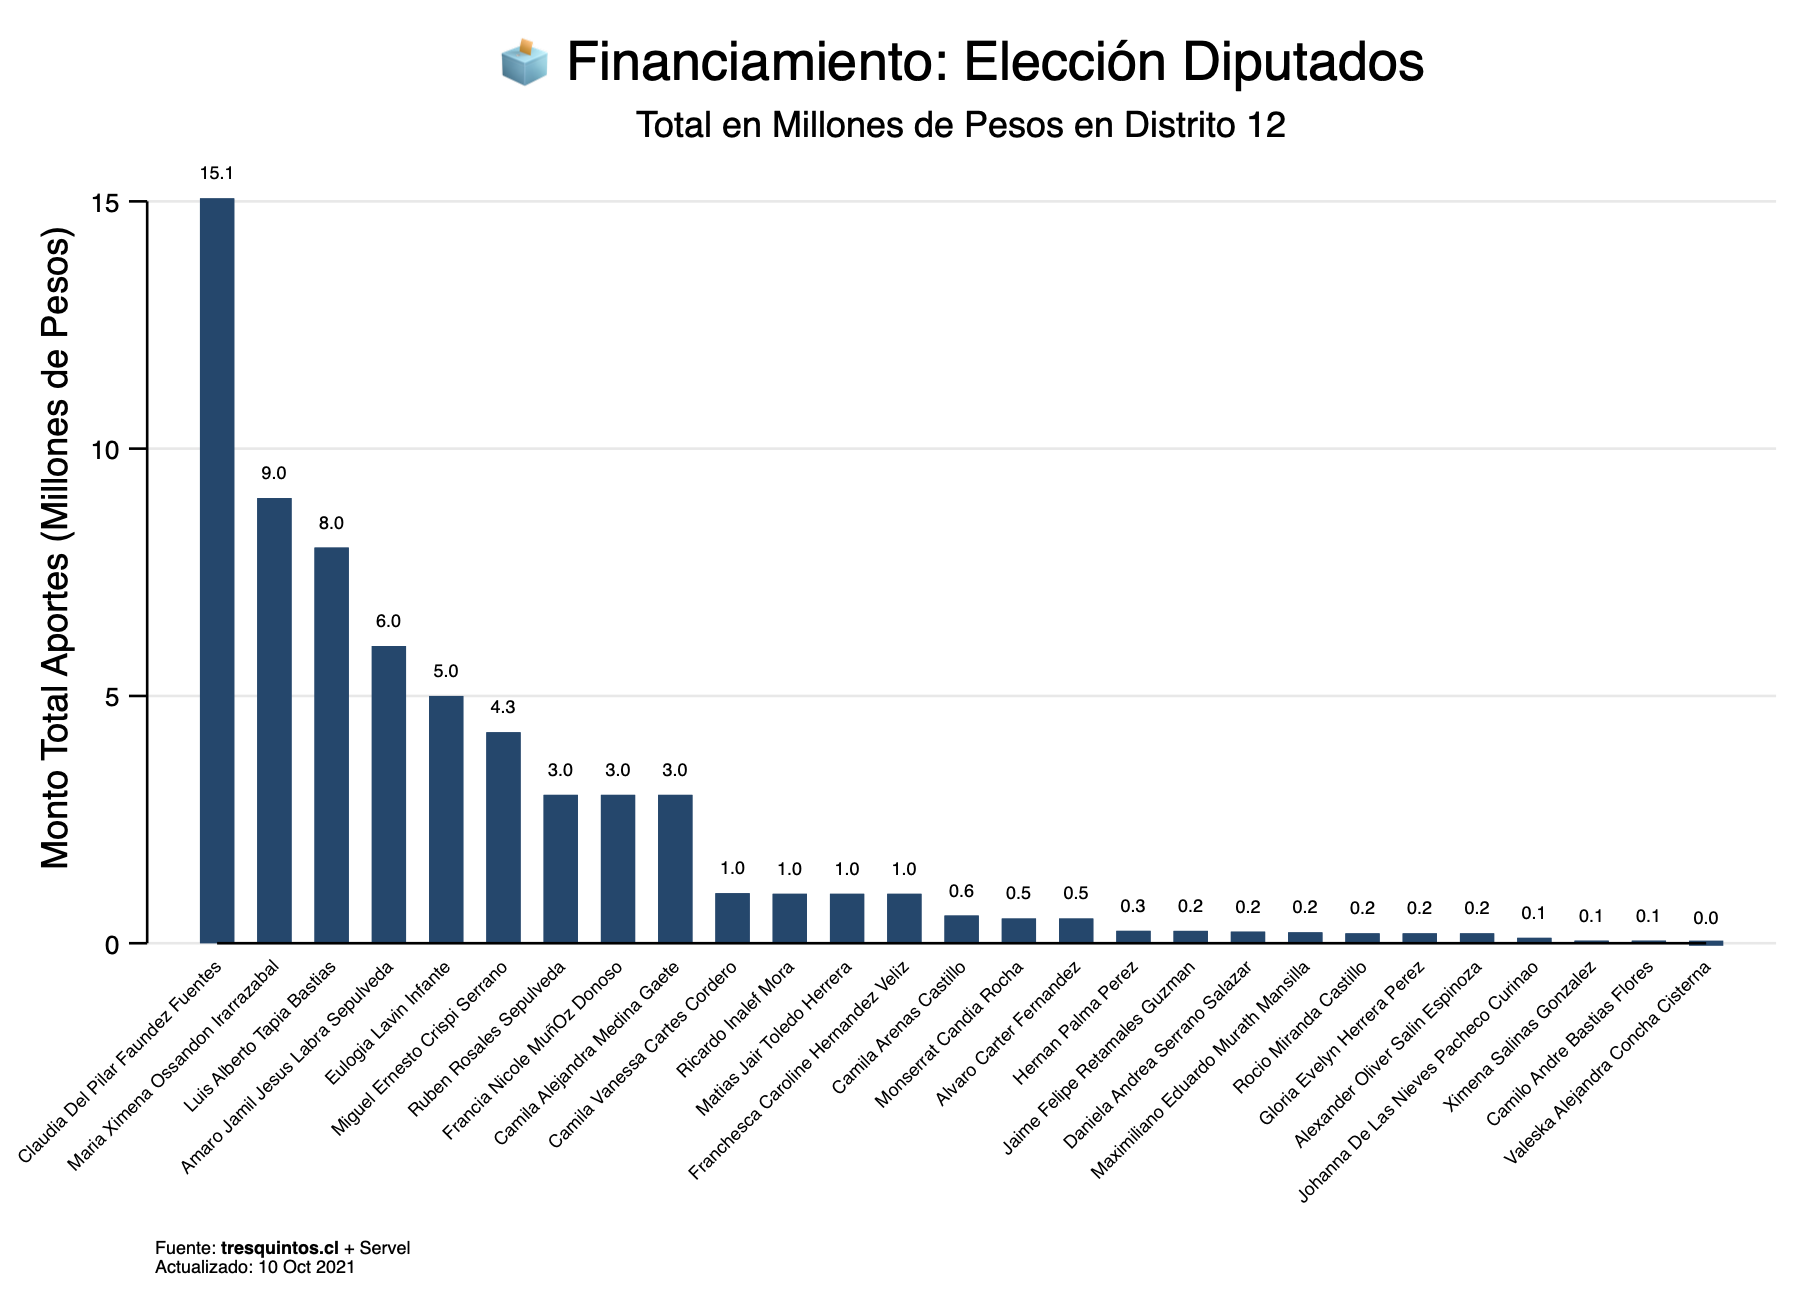 Financiamiento: Elección Diputados
Total en Millones de Pesos en Distrito 12
Monto Total Aportes (Millones de Pesos)
15
10
5
0
15.1
9.0
8.0
6.0
5.0
4.3
3.0
3.0
3.0
1.0
1.0
1.0
1.0
0.6
0.5
0.5
0.3
0.2
0.2
0.2
0.2
0.2
0.2
0.1
0.1
0.1
0.0
Claudia Del Pilar Faundez Fuentes
Maria Ximena Ossandon Irarrazabal
Luis Alberto Tapia Bastias
Amaro Jamil Jesus Labra Sepulveda
Eulogia Lavin Infante
Miguel Ernesto Crispi Serrano
Ruben Rosales Sepulveda
Francia Nicole MuñOz Donoso
Camila Alejandra Medina Gaete
Camila Vanessa Cartes Cordero
Ricardo Inalef Mora
Matias Jair Toledo Herrera
Franchesca Caroline Hernandez Veliz
Camila Arenas Castillo
Monserrat Candia Rocha
Alvaro Carter Fernandez
Hernan Palma Perez
Jaime Felipe Retamales Guzman
Daniela Andrea Serrano Salazar
Maximiliano Eduardo Murath Mansilla
Rocio Miranda Castillo
Gloria Evelyn Herrera Perez
Alexander Oliver Salin Espinoza
Johanna De Las Nieves Pacheco Curinao
Ximena Salinas Gonzalez
Camilo Andre Bastias Flores
Valeska Alejandra Concha Cisterna
Fuente: tresquintos.cl + Servel
Actualizado: 10 Oct 2021